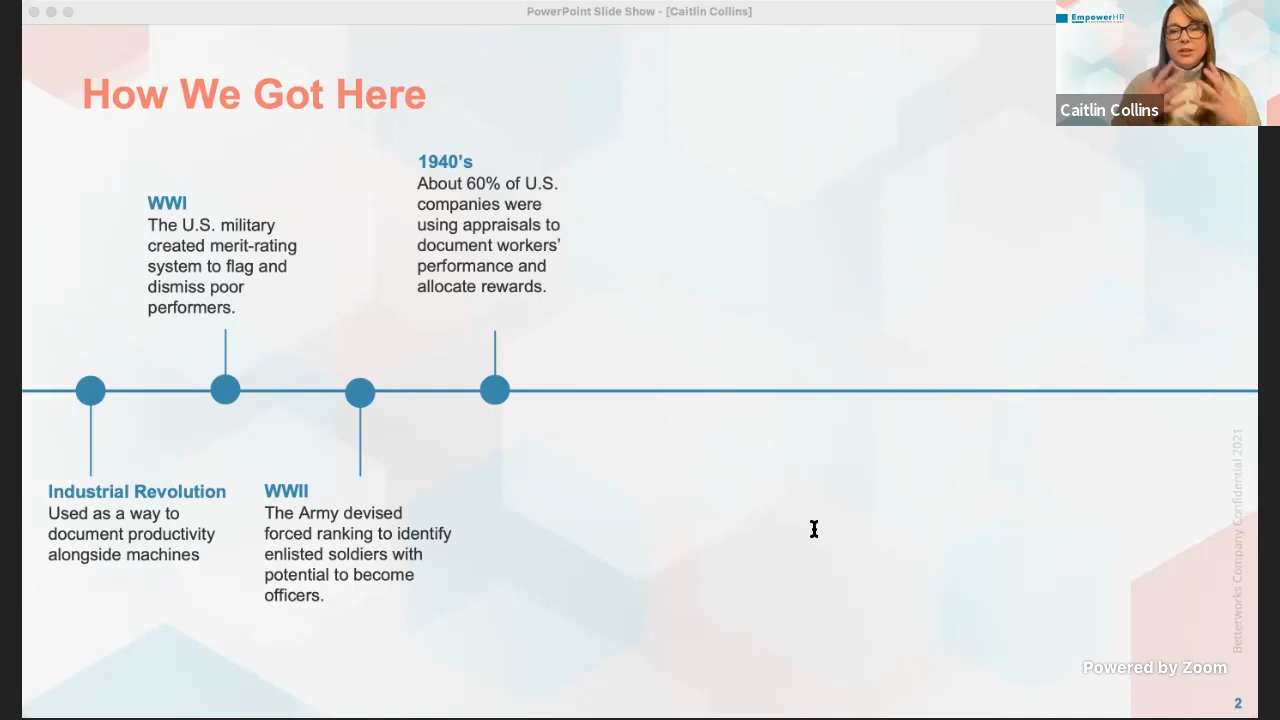 PowerPoint Slide Show - [Caitlin Collins]
EmpowerHR
Caitlin Collins
How We Got Here
1940's
About 60% of U.S.
companies were
using appraisals to
document workers'
performance and
allocate rewards.
WWI
The U.S. military
created merit-rating
system to flag and
dismiss poor
performers.
Industrial Revolution
Used as a way to
document productivity
alongside machines
WWII
The Army devised
forced ranking to identify
enlisted soldiers with
potential to become
officers.
Betterworks Company Confidential 2021
Powered by Zoom
2